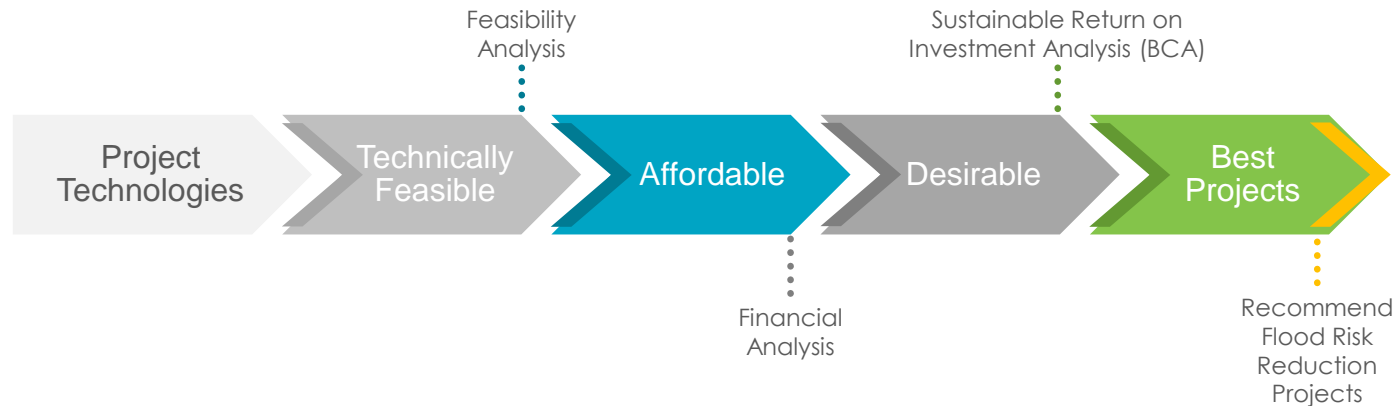 Feasibility
Analysis
Sustainable Return on
Investment Analysis (BCA)
Project
Technologies
Technically
Feasible
Affordable
Desirable
Best
Projects
Financial
Analysis
Recommend
Flood Risk
Reduction
Projects